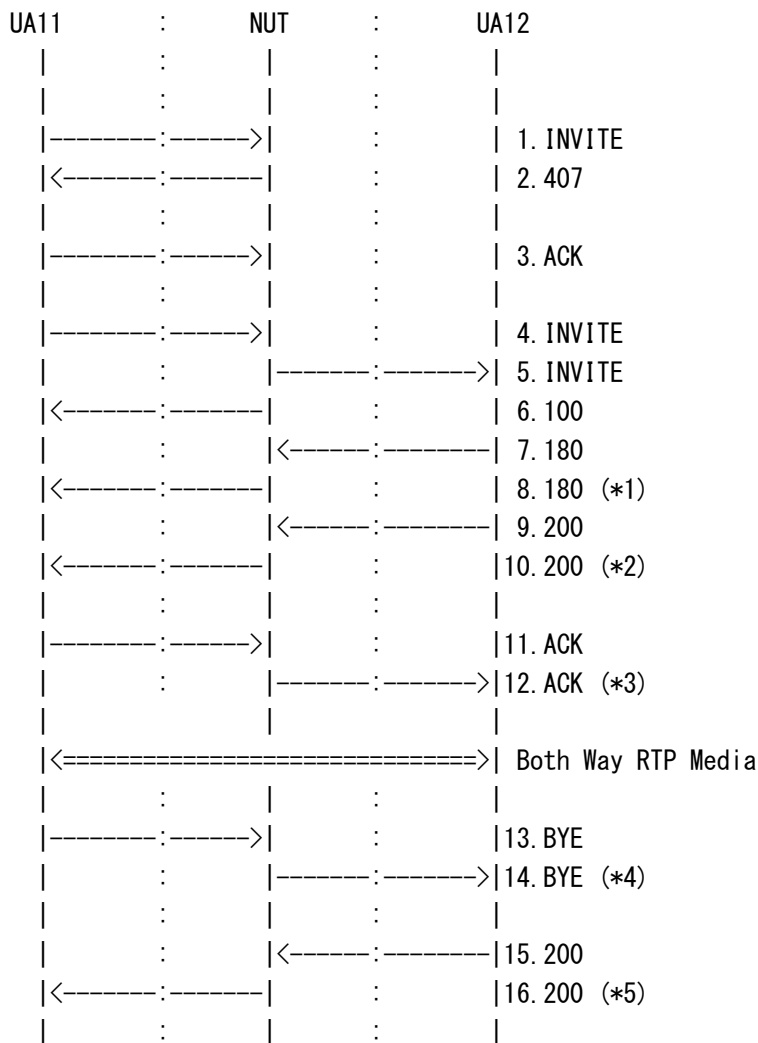 UA11 : NUT : UA12
| : | : |
| : | : |
|--------:------>| : | 1. INVITE
|<-------:-------| : | 2. 407
| : | : |
|--------:------>| : | 3. ACK
| : | : |
|--------:------>| : | 4. INVITE
| : |------:------->| 5. INVITE
|<-------:-------| : | 6. 100
| : |<------:--------| 7. 180
|<-------:-------| : | 8. 180 (*1)
| : |<------:--------| 9. 200
|<-------:-------| : |10. 200 (*2)
| : | : |
|--------:------>| : |11. ACK
| : |------:------->|12. ACK (*3)
| : | : |
|<==============================>| Both Way RTP Media
| : | : |
|--------:------>| : |13. BYE
| : |------:------->|14. BYE (*4)
| : | : |
| : |<------:--------|15. 200
|<-------:-------| : |16. 200 (*5)
| : | : |